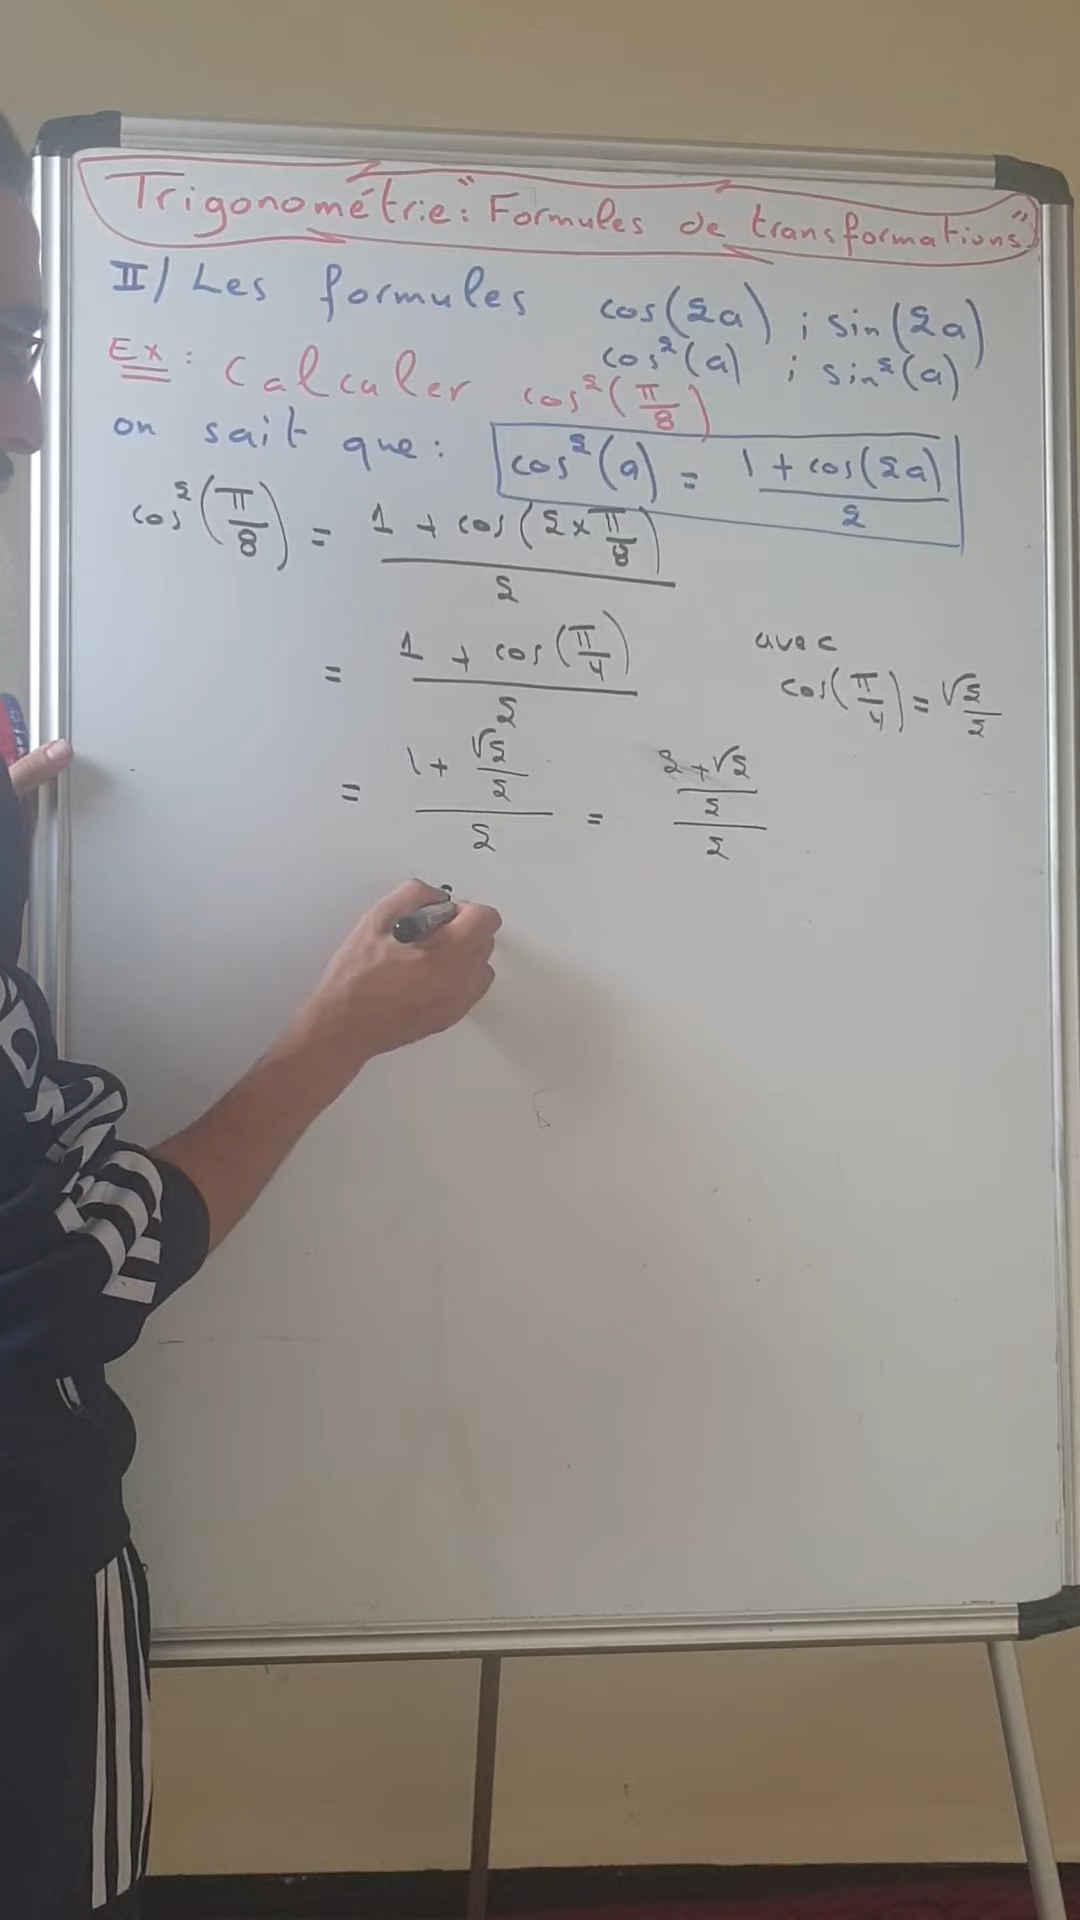 Trigonométrie: "Formules de transformations"
II/ Les formules cos(2a) ; sin(2a)
cos²(a) ; sin²(a)
Ex: Calculer cos²(π/8)
on sait que: cos²(a) = (1 + cos(2a))/2
cos²(π/8) = (1 + cos(2×π/8))/2
= (1 + cos(π/4))/2 avec
cos(π/4) = √2/2
= (1 + √2/2)/2 = ((2+√2)/2)/2